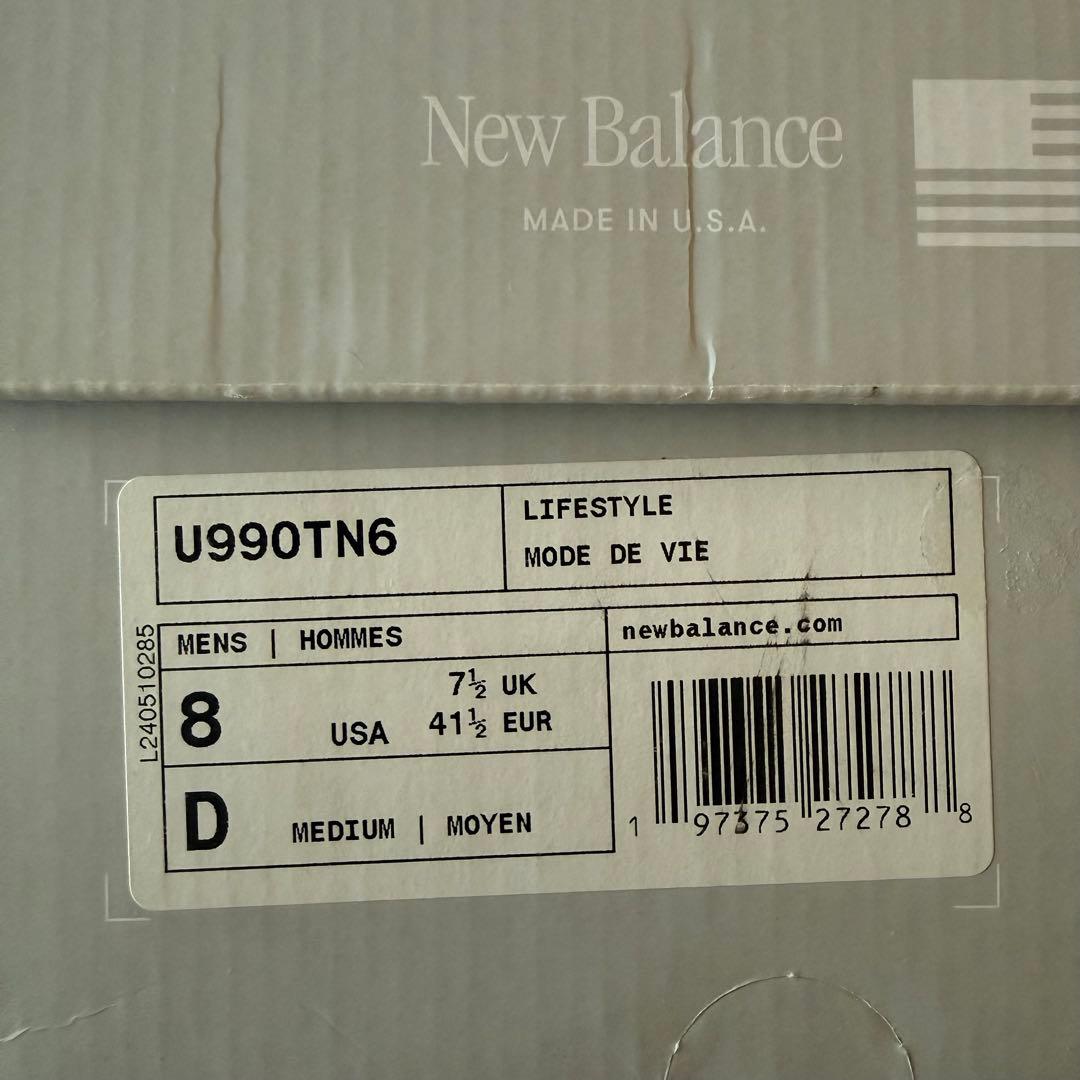 New Balance
MADE IN U.S.A.
U990TN6
LIFESTYLE
MODE DE VIE
L240510285
MENS | HOMMES
newbalance.com
8 USA 7½ UK
41½ EUR
D MEDIUM | MOYEN
1 97375 27278 8